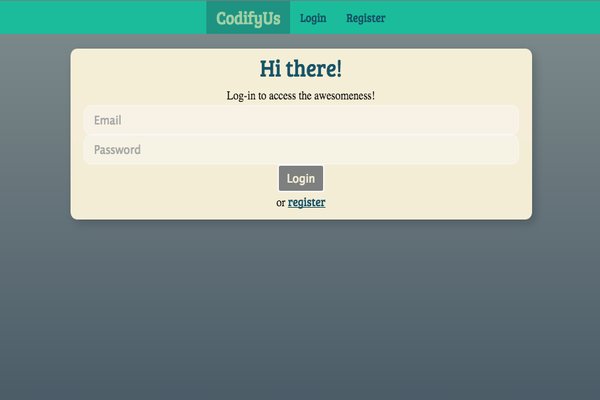 CodifyUs Login Register
Hi there!
Log-in to access the awesomeness!
Email
Password
Login
or register